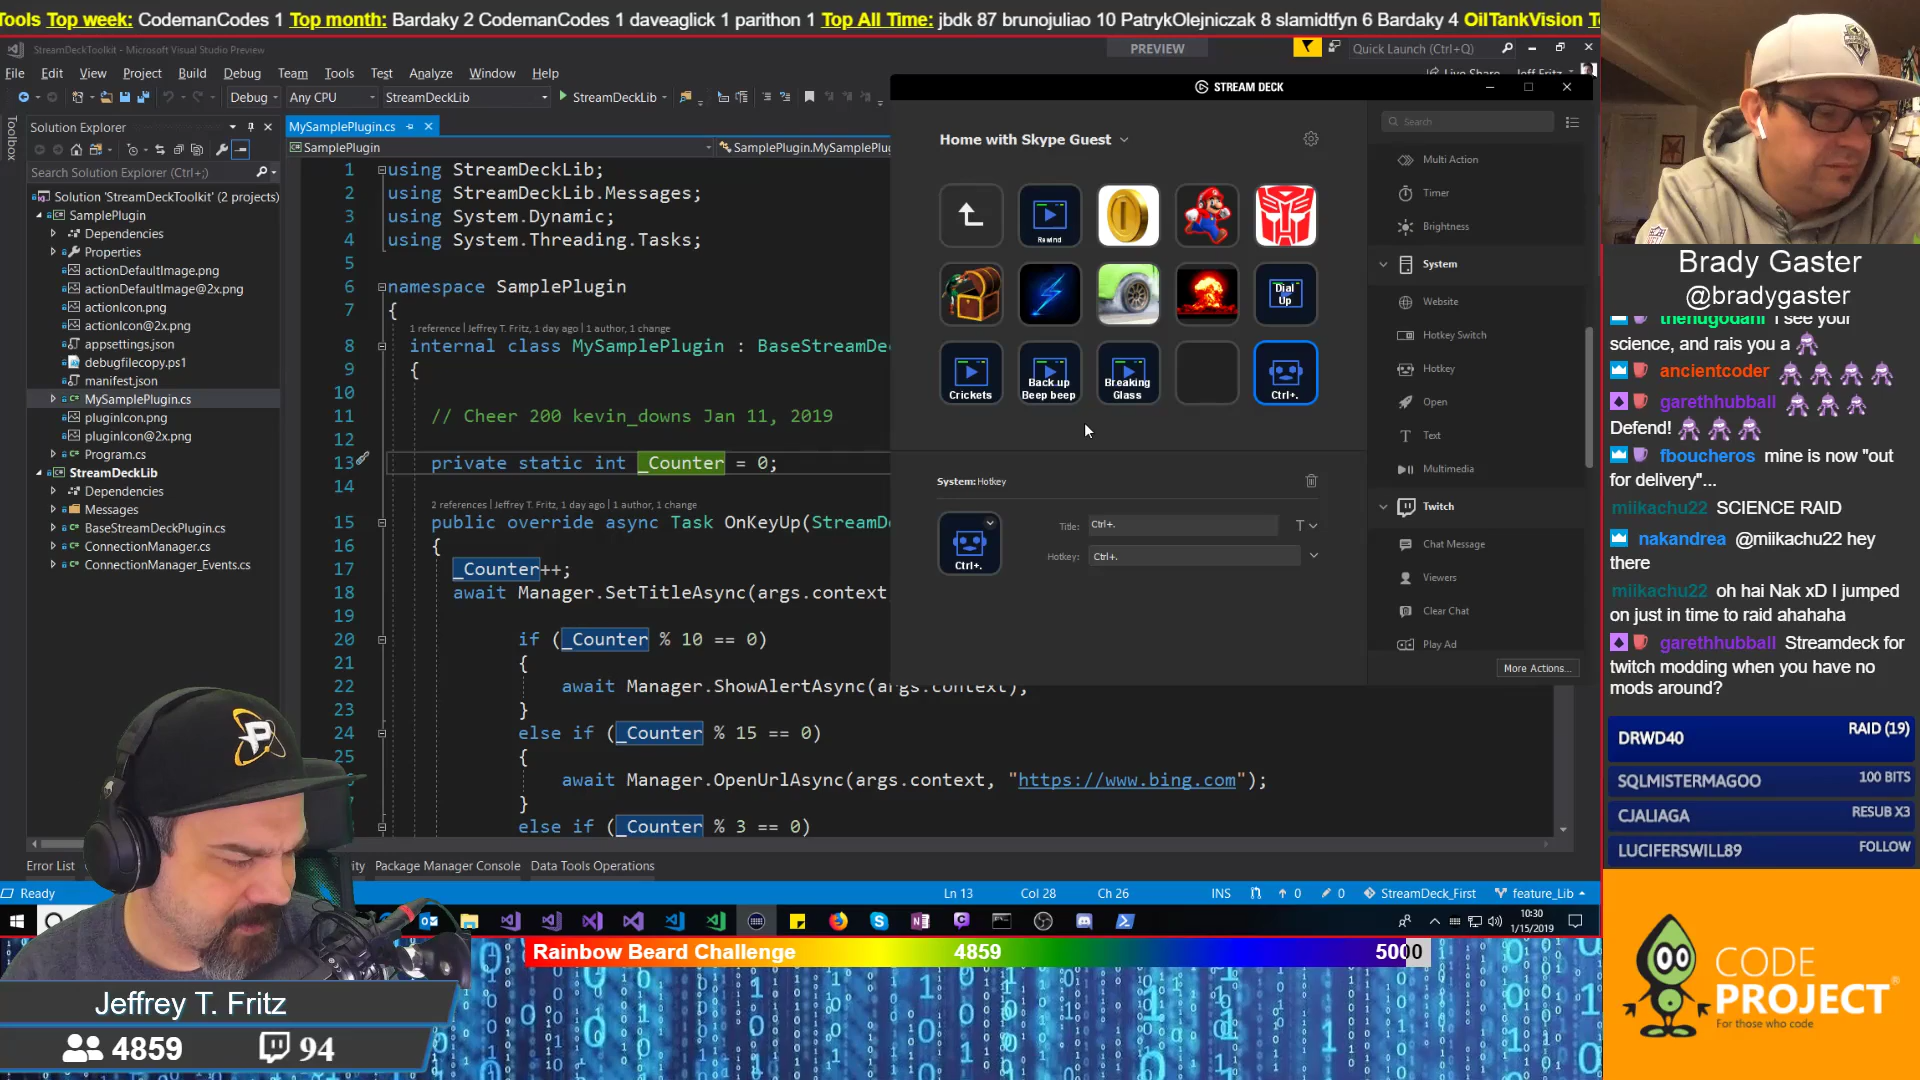 Tools Top week: CodemanCodes 1 Top month: Bardaky 2 CodemanCodes 1 daveaglick 1 parithon 1 Top All Time: jbdk 87 brunojuliao 10 PatrykOlejniczak 8 slamidtfyn 6 Bardaky 4 OilTankVision
StreamDeckToolkit - Microsoft Visual Studio Preview
PREVIEW
Quick Launch (Ctrl+Q)
File Edit View Project Build Debug Team Tools Test Analyze Window Help
Live Share Jeff Fritz
Debug Any CPU StreamDeckLib StreamDeckLib
Toolbox
Solution Explorer
Search Solution Explorer (Ctrl+;)
Solution 'StreamDeckToolkit' (2 projects)
SamplePlugin
Dependencies
Properties
actionDefaultImage.png
actionDefaultImage@2x.png
actionIcon.png
actionIcon@2x.png
appsettings.json
debugfilecopy.ps1
manifest.json
MySamplePlugin.cs
pluginIcon.png
pluginIcon@2x.png
Program.cs
StreamDeckLib
Dependencies
Messages
BaseStreamDeckPlugin.cs
ConnectionManager.cs
ConnectionManager_Events.cs
MySamplePlugin.cs
SamplePlugin SamplePlugin.MySamplePlu
1 using StreamDeckLib;
2 using StreamDeckLib.Messages;
3 using System.Dynamic;
4 using System.Threading.Tasks;
5
6 namespace SamplePlugin
7 {
1 reference | Jeffrey T. Fritz, 1 day ago | 1 author, 1 change
8 internal class MySamplePlugin : BaseStreamDe
9 {
10
11 // Cheer 200 kevin_downs Jan 11, 2019
12
13 private static int _Counter = 0;
14
2 references | Jeffrey T. Fritz, 1 day ago | 1 author, 1 change
15 public override async Task OnKeyUp(StreamD
16 {
17 _Counter++;
18 await Manager.SetTitleAsync(args.context
19
20 if (_Counter % 10 == 0)
21 {
22 await Manager.ShowAlertAsync(args.context);
23 }
24 else if (_Counter % 15 == 0)
25 {
await Manager.OpenUrlAsync(args.context, "https://www.bing.com");
}
else if (_Counter % 3 == 0)
STREAM DECK
Home with Skype Guest
Rewind
Dial
Up
Crickets
Back up
Beep beep
Breaking
Glass
Ctrl+.
System: Hotkey
Title: Ctrl+.
Hotkey: Ctrl+.
Ctrl+.
Search
Multi Action
Timer
Brightness
System
Website
Hotkey Switch
Hotkey
Open
Text
Multimedia
Twitch
Chat Message
Viewers
Clear Chat
Play Ad
More Actions...
Error List Package Manager Console Data Tools Operations
Ready Ln 13 Col 28 Ch 26 INS 0 0 StreamDeck_First feature_Lib
10:30
1/15/2019
Brady Gaster
@bradygaster
thehugodahl I see your
science, and rais you a
ancientcoder
garethhubball
Defend!
fboucheros mine is now "out
for delivery"...
miikachu22 SCIENCE RAID
nakandrea @miikachu22 hey
there
miikachu22 oh hai Nak xD I jumped
on just in time to raid ahahaha
garethhubball Streamdeck for
twitch modding when you have no
mods around?
DRWD40 RAID (19)
SQLMISTERMAGOO 100 BITS
CJALIAGA RESUB X3
LUCIFERSWILL89 FOLLOW
CODE
PROJECT
For those who code
Rainbow Beard Challenge 4859 5000
Jeffrey T. Fritz
4859 94